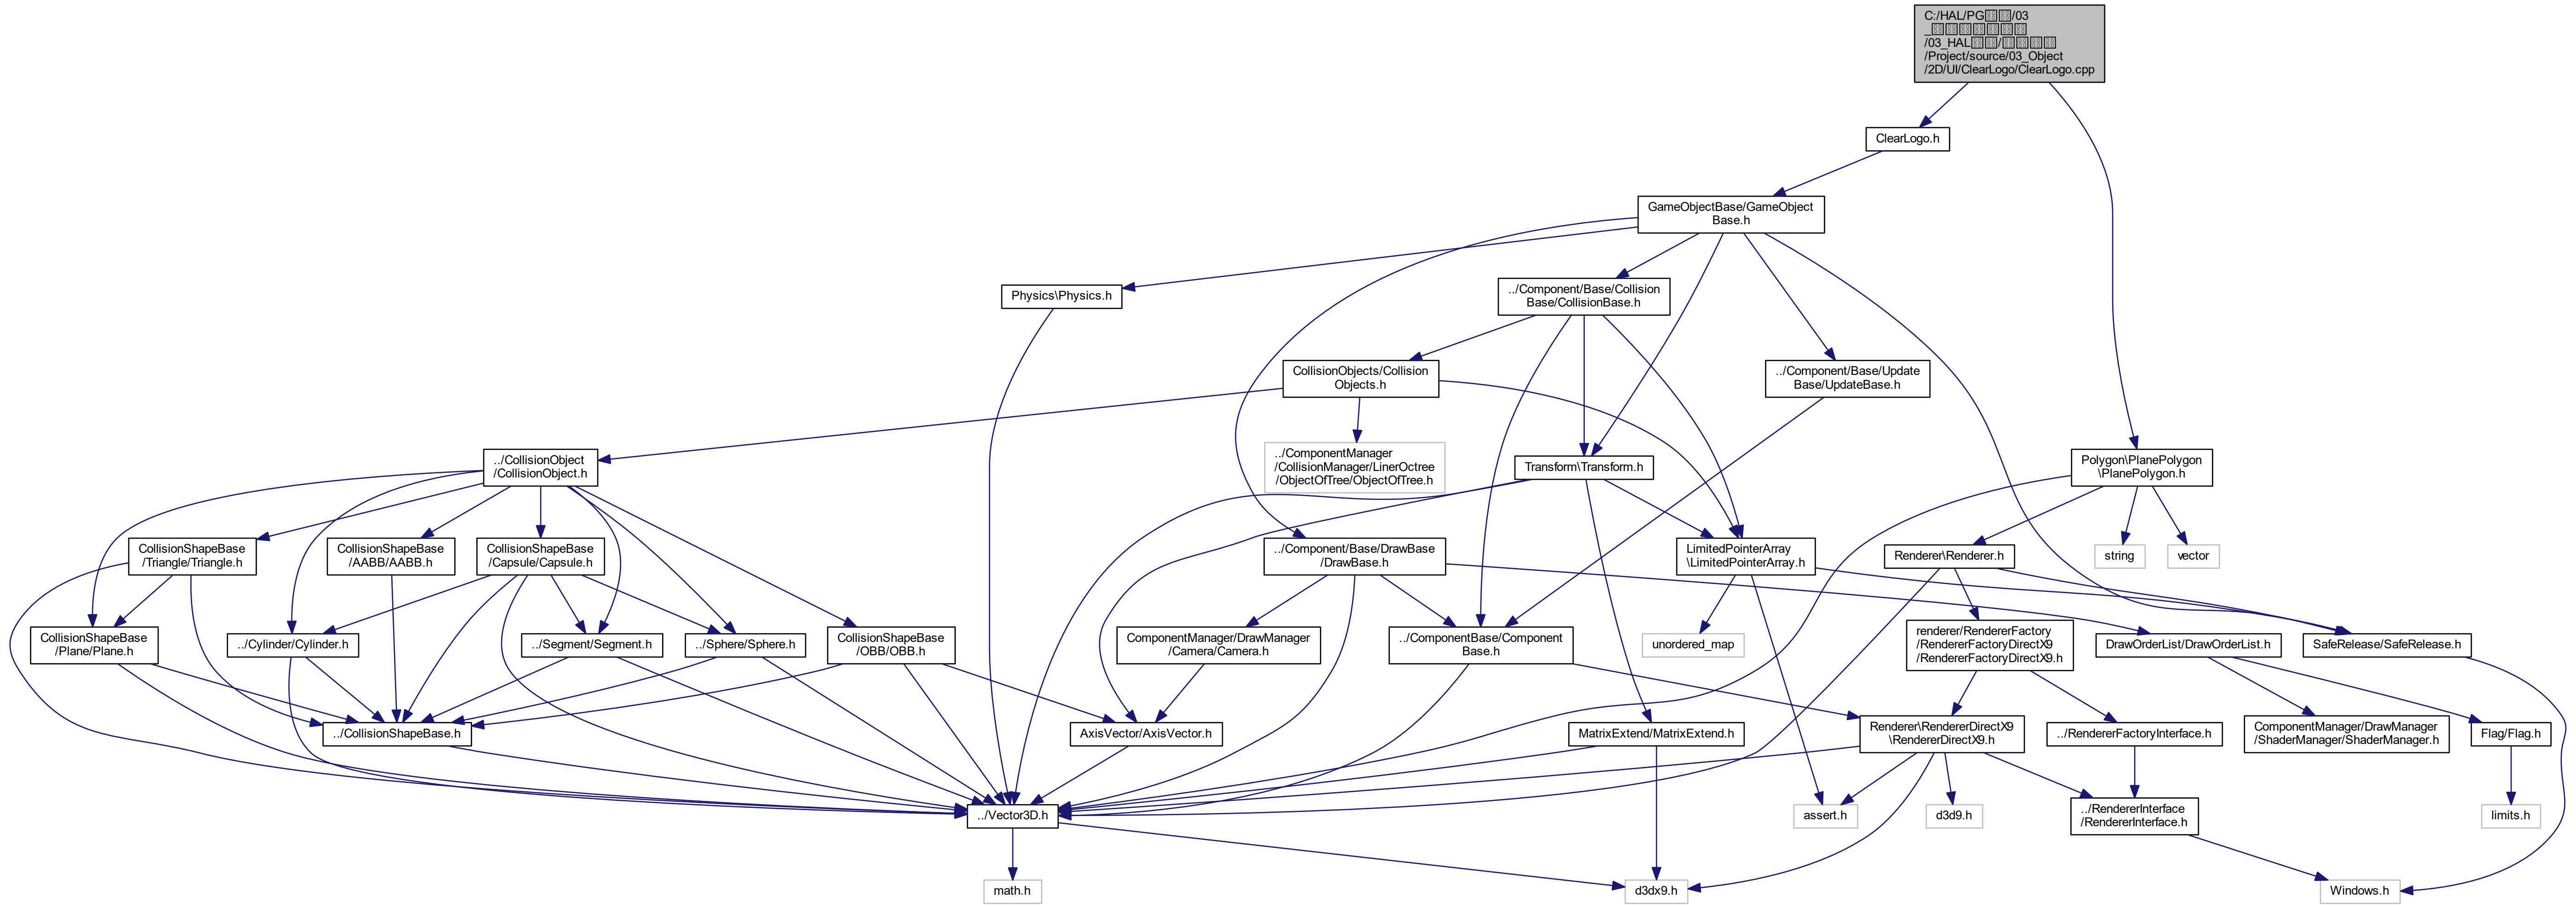 C:/HAL/PG/03
_
/03_HAL/
/Project/source/03_Object
/2D/UI/ClearLogo/ClearLogo.cpp
ClearLogo.h
GameObjectBase/GameObject
Base.h
Physics\Physics.h
../Component/Base/Collision
Base/CollisionBase.h
CollisionObjects/Collision
Objects.h
../Component/Base/Update
Base/UpdateBase.h
../CollisionObject
/CollisionObject.h
../ComponentManager
/CollisionManager/LinerOctree
/ObjectOfTree/ObjectOfTree.h
Transform\Transform.h
Polygon\PlanePolygon
\PlanePolygon.h
CollisionShapeBase
/Triangle/Triangle.h
CollisionShapeBase
/AABB/AABB.h
CollisionShapeBase
/Capsule/Capsule.h
../Component/Base/DrawBase
/DrawBase.h
LimitedPointerArray
\LimitedPointerArray.h
Renderer\Renderer.h
string
vector
CollisionShapeBase
/Plane/Plane.h
../Cylinder/Cylinder.h
../Segment/Segment.h
../Sphere/Sphere.h
CollisionShapeBase
/OBB/OBB.h
ComponentManager/DrawManager
/Camera/Camera.h
../ComponentBase/Component
Base.h
unordered_map
renderer/RendererFactory
/RendererFactoryDirectX9
/RendererFactoryDirectX9.h
DrawOrderList/DrawOrderList.h
SafeRelease/SafeRelease.h
../CollisionShapeBase.h
AxisVector/AxisVector.h
MatrixExtend/MatrixExtend.h
Renderer\RendererDirectX9
\RendererDirectX9.h
../RendererFactoryInterface.h
ComponentManager/DrawManager
/ShaderManager/ShaderManager.h
Flag/Flag.h
../Vector3D.h
assert.h
d3d9.h
../RendererInterface
/RendererInterface.h
limits.h
math.h
d3dx9.h
Windows.h